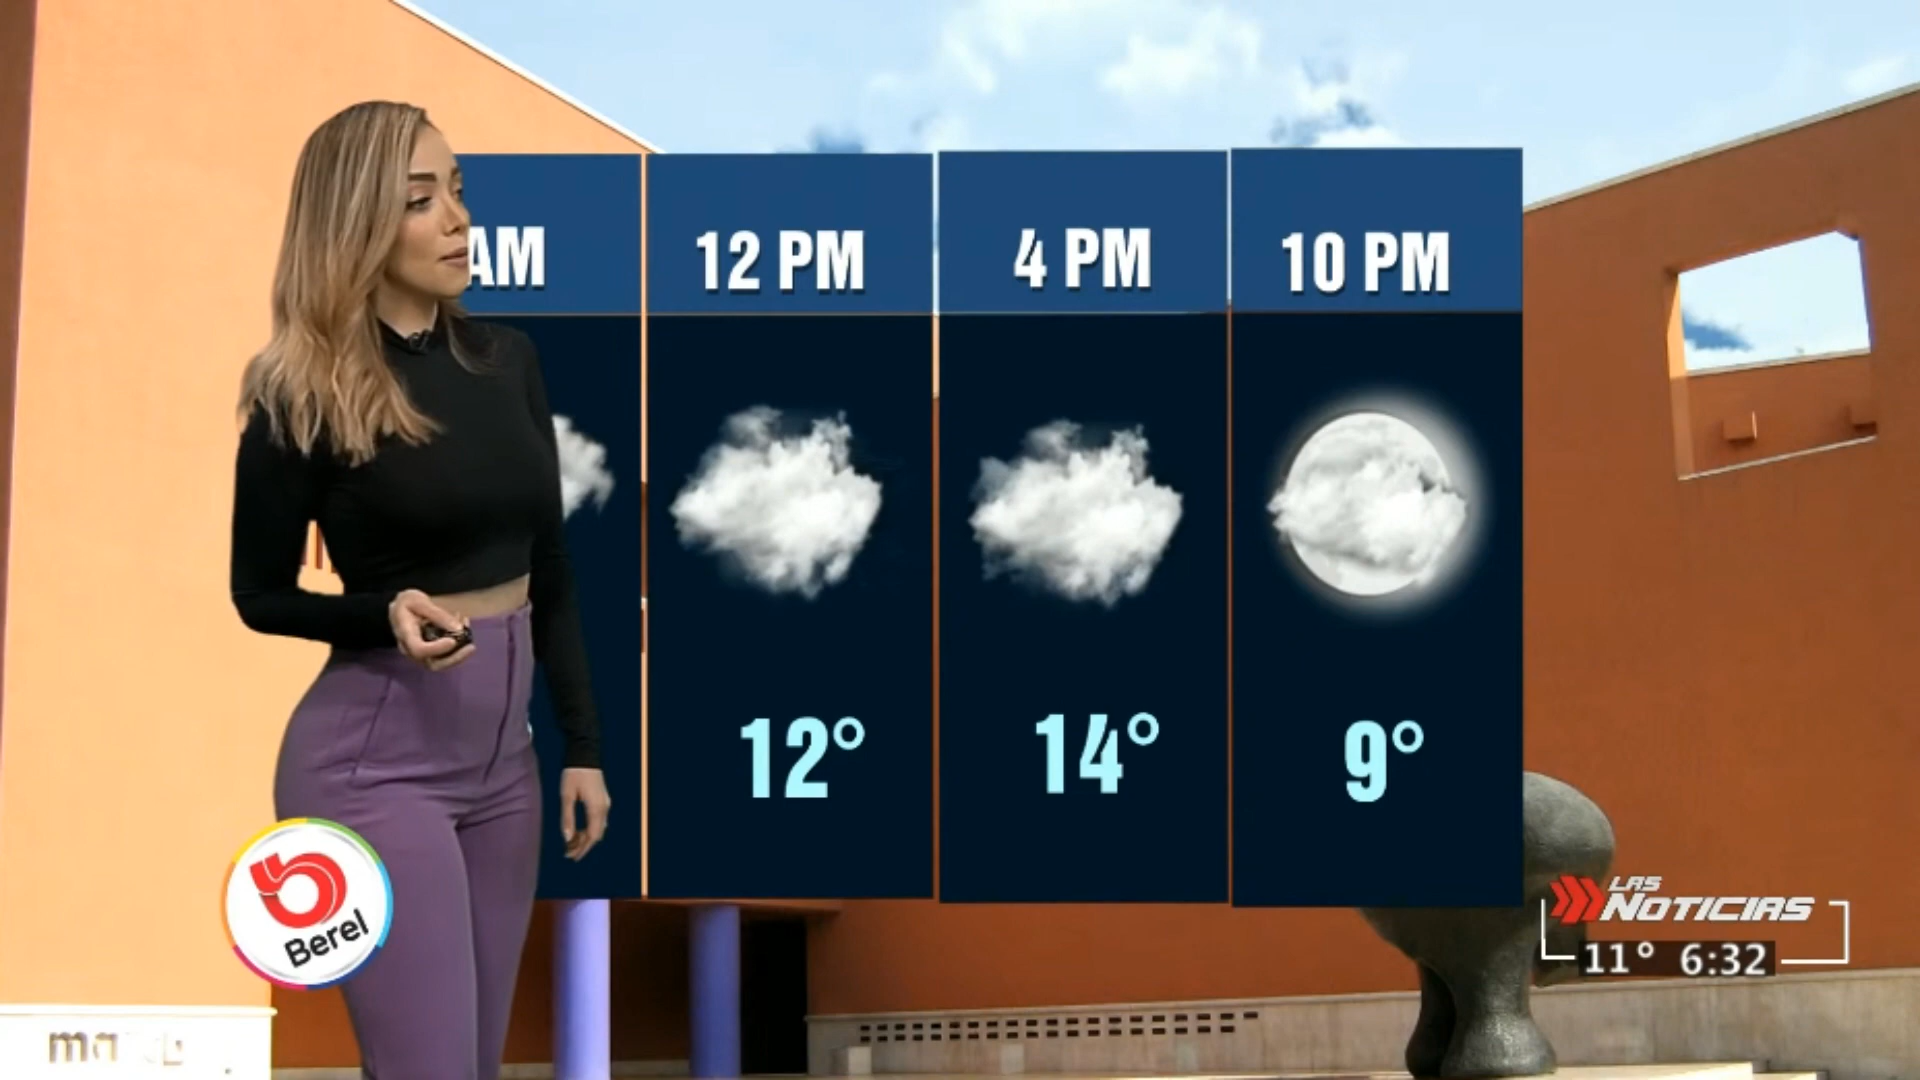 AM
12 PM
4 PM
10 PM
12°
14°
9°
Berel
LAS
NOTICIAS
11° 6:32